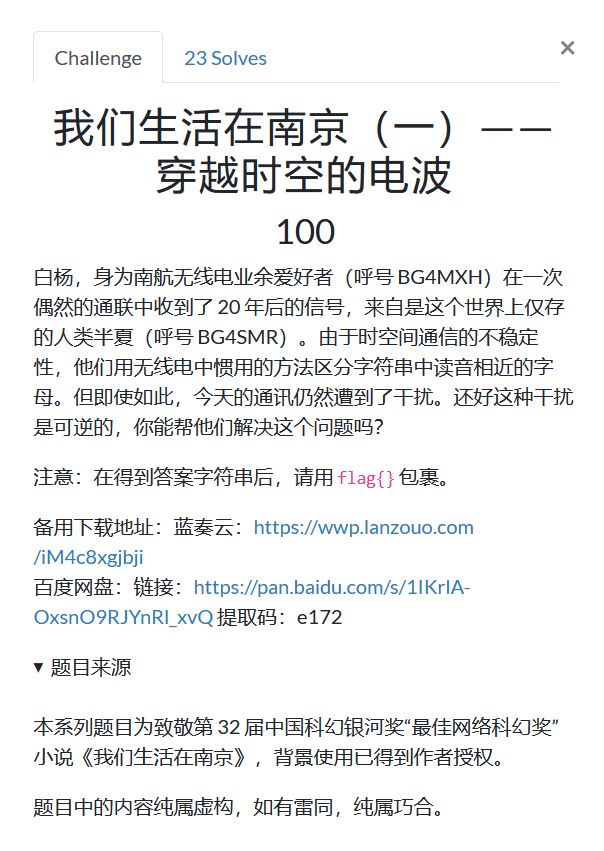 Challenge
23 Solves
×
我们生活在南京（一）——
穿越时空的电波
100
白杨，身为南航无线电业余爱好者（呼号 BG4MXH）在一次
偶然的通联中收到了 20 年后的信号，来自是这个世界上仅存
的人类半夏（呼号 BG4SMR）。由于时空间通信的不稳定
性，他们用无线电中惯用的方法区分字符串中读音相近的字
母。但即使如此，今天的通讯仍然遭到了干扰。还好这种干扰
是可逆的，你能帮他们解决这个问题吗？
注意：在得到答案字符串后，请用 flag{} 包裹。
备用下载地址：蓝奏云：https://wwp.lanzouo.com
/iM4c8xgjbji
百度网盘：链接：https://pan.baidu.com/s/1IKrIA-
OxsnO9RJYnRI_xvQ 提取码：e172
▼ 题目来源
本系列题目为致敬第 32 届中国科幻银河奖“最佳网络科幻奖”
小说《我们生活在南京》，背景使用已得到作者授权。
题目中的内容纯属虚构，如有雷同，纯属巧合。